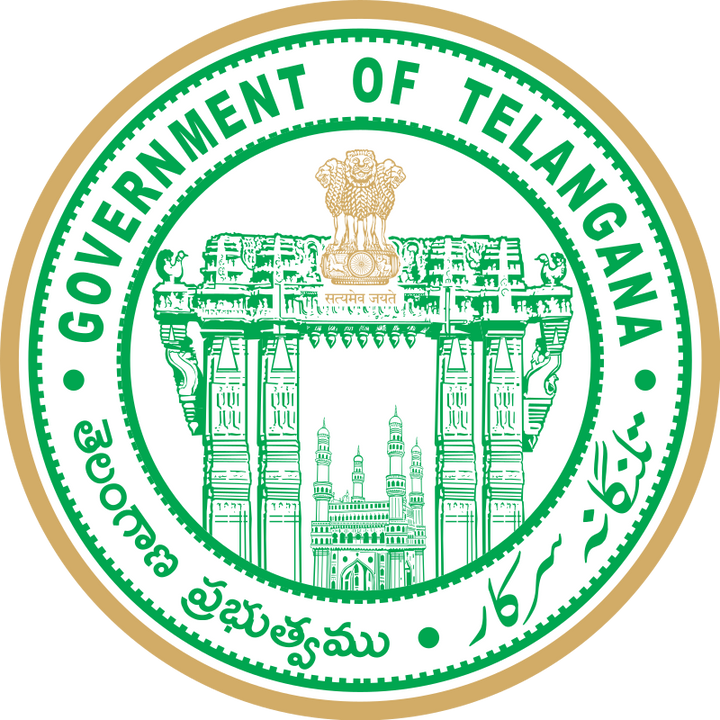 GOVERNMENT OF TELANGANA
सत्यमेव जयते
తెలంగాణ ప్రభుత్వము
تلنگانہ سرکار